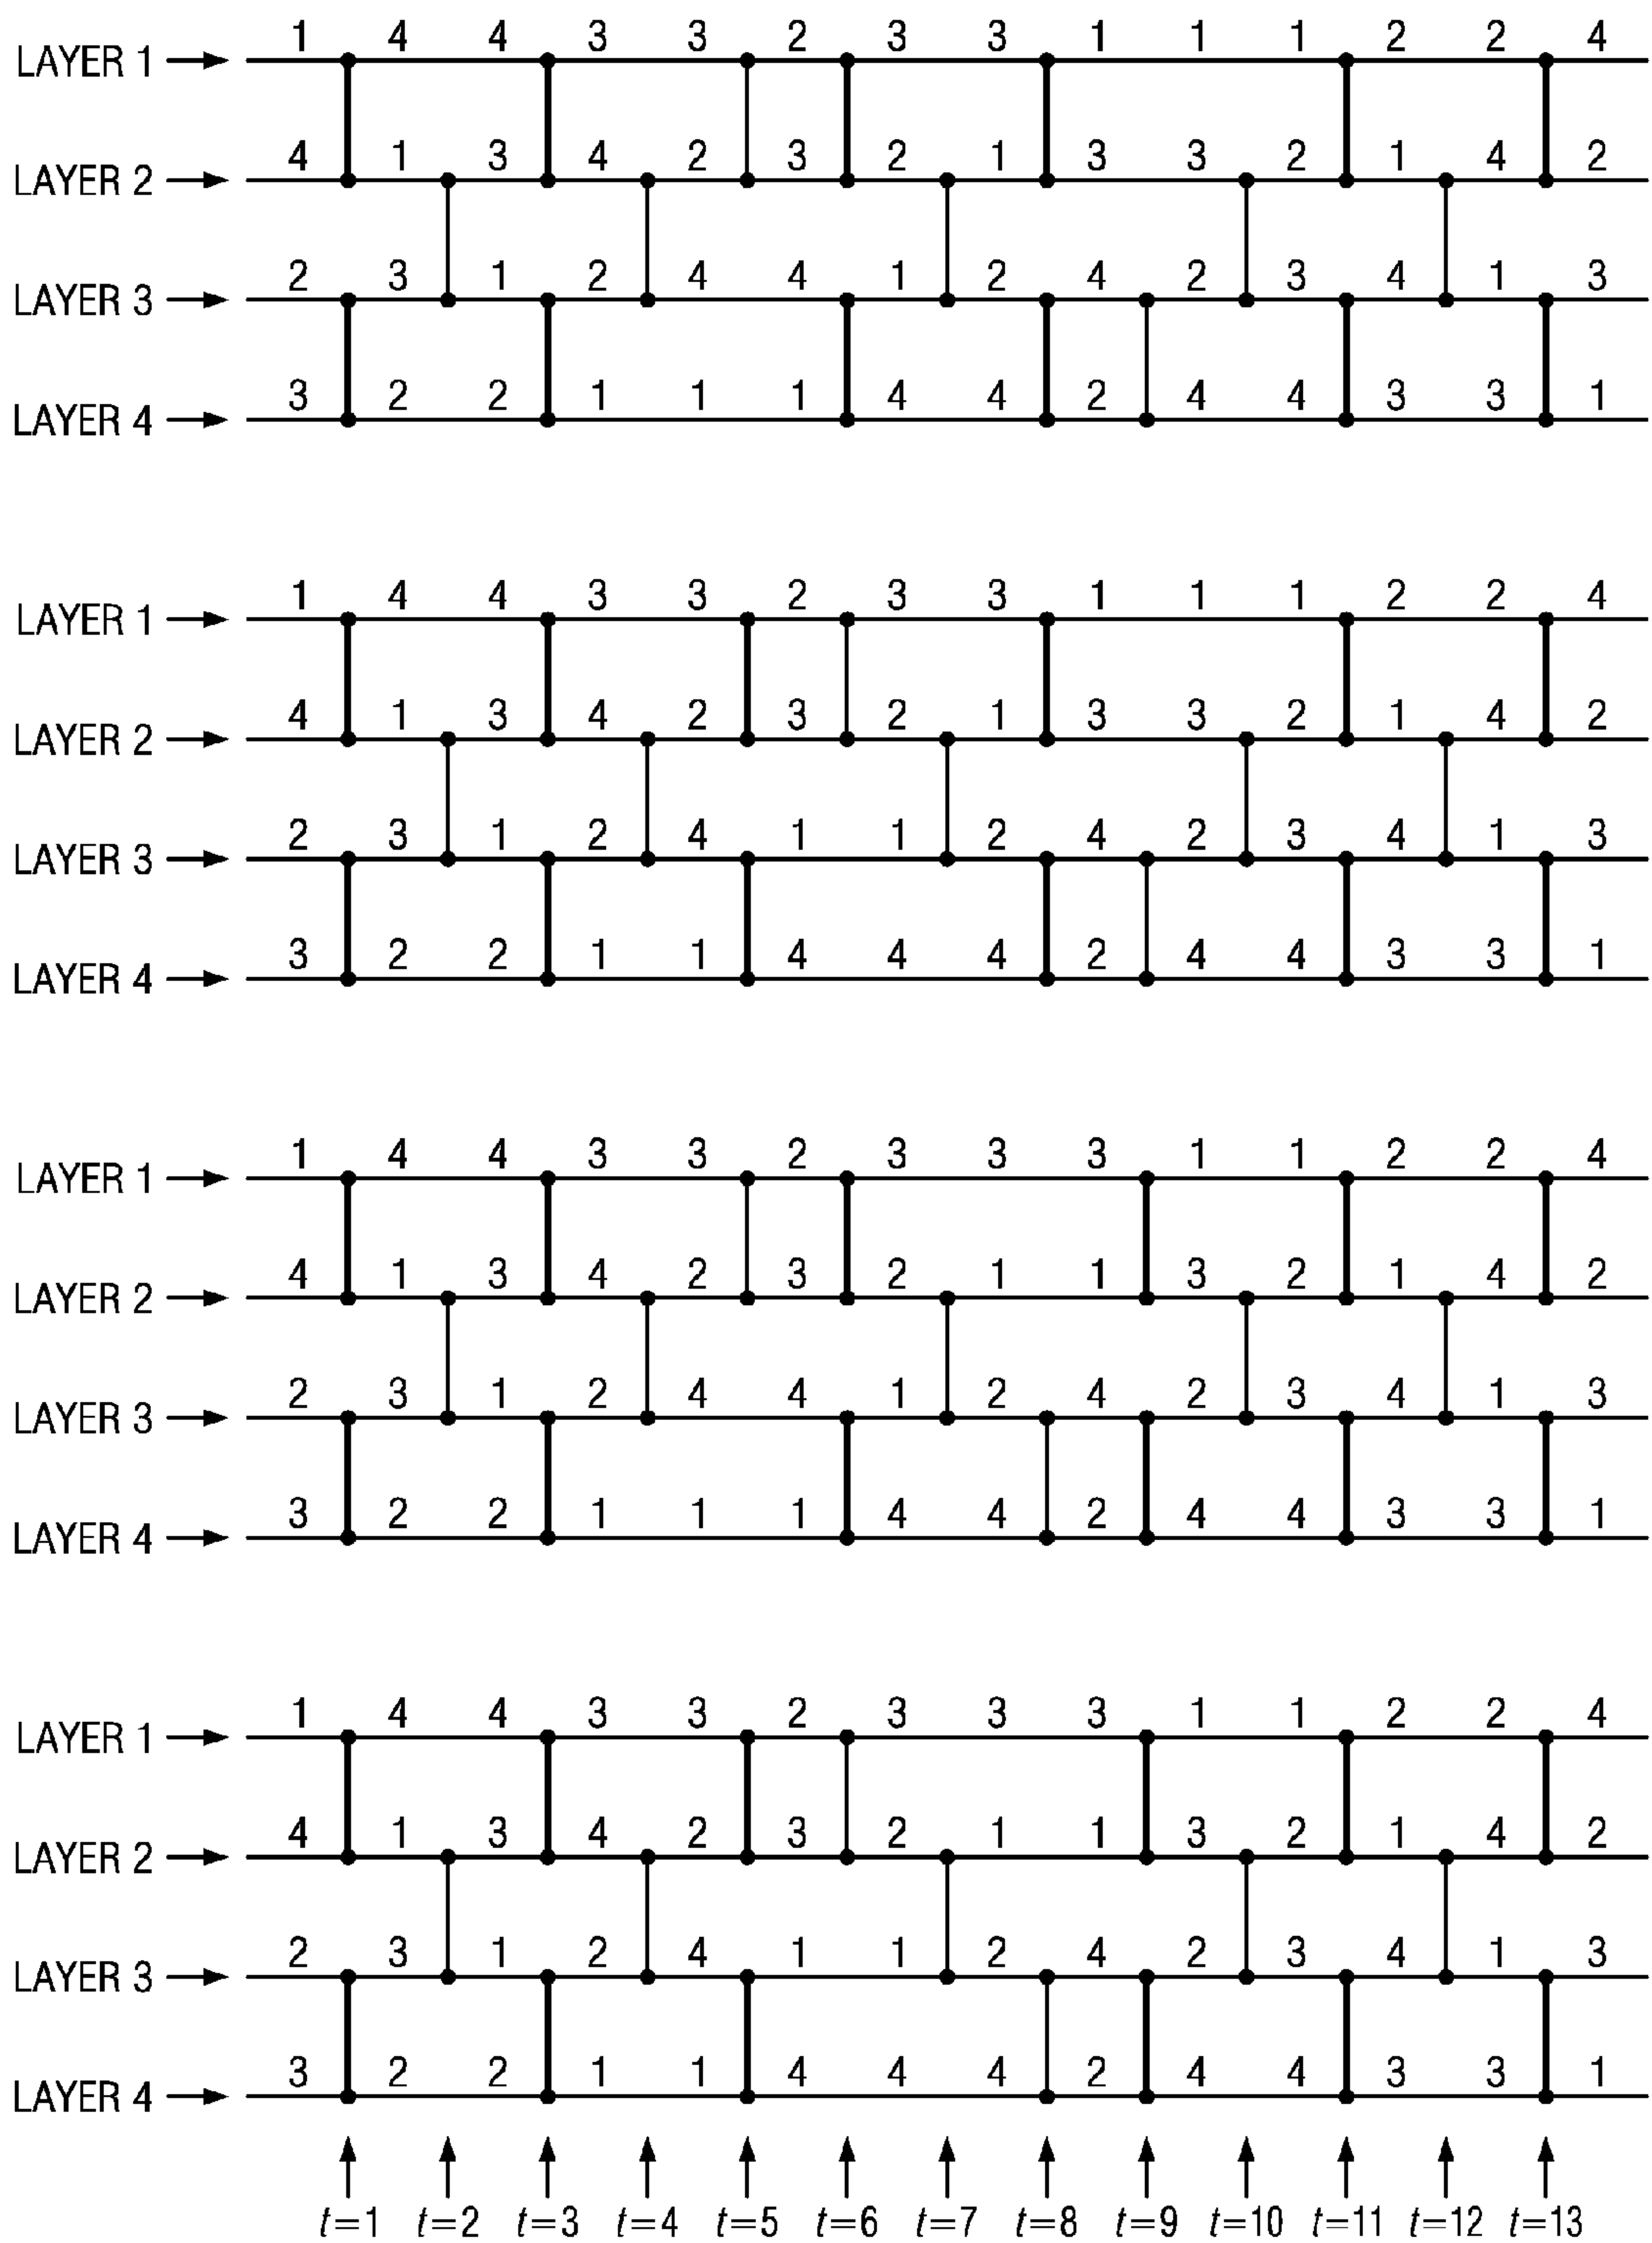 1 4 4 3 3 2 3 3 1 1 1 2 2 4
LAYER 1
4 1 3 4 2 3 2 1 3 3 2 1 4 2
LAYER 2
2 3 1 2 4 4 1 2 4 2 3 4 1 3
LAYER 3
3 2 2 1 1 1 4 4 2 4 4 3 3 1
LAYER 4
1 4 4 3 3 2 3 3 1 1 1 2 2 4
LAYER 1
4 1 3 4 2 3 2 1 3 3 2 1 4 2
LAYER 2
2 3 1 2 4 1 1 2 4 2 3 4 1 3
LAYER 3
3 2 2 1 1 4 4 4 2 4 4 3 3 1
LAYER 4
1 4 4 3 3 2 3 3 3 1 1 2 2 4
LAYER 1
4 1 3 4 2 3 2 1 1 3 2 1 4 2
LAYER 2
2 3 1 2 4 4 1 2 4 2 3 4 1 3
LAYER 3
3 2 2 1 1 1 4 4 2 4 4 3 3 1
LAYER 4
1 4 4 3 3 2 3 3 3 1 1 2 2 4
LAYER 1
4 1 3 4 2 3 2 1 1 3 2 1 4 2
LAYER 2
2 3 1 2 4 1 1 2 4 2 3 4 1 3
LAYER 3
3 2 2 1 1 4 4 4 2 4 4 3 3 1
LAYER 4
t=1 t=2 t=3 t=4 t=5 t=6 t=7 t=8 t=9 t=10 t=11 t=12 t=13